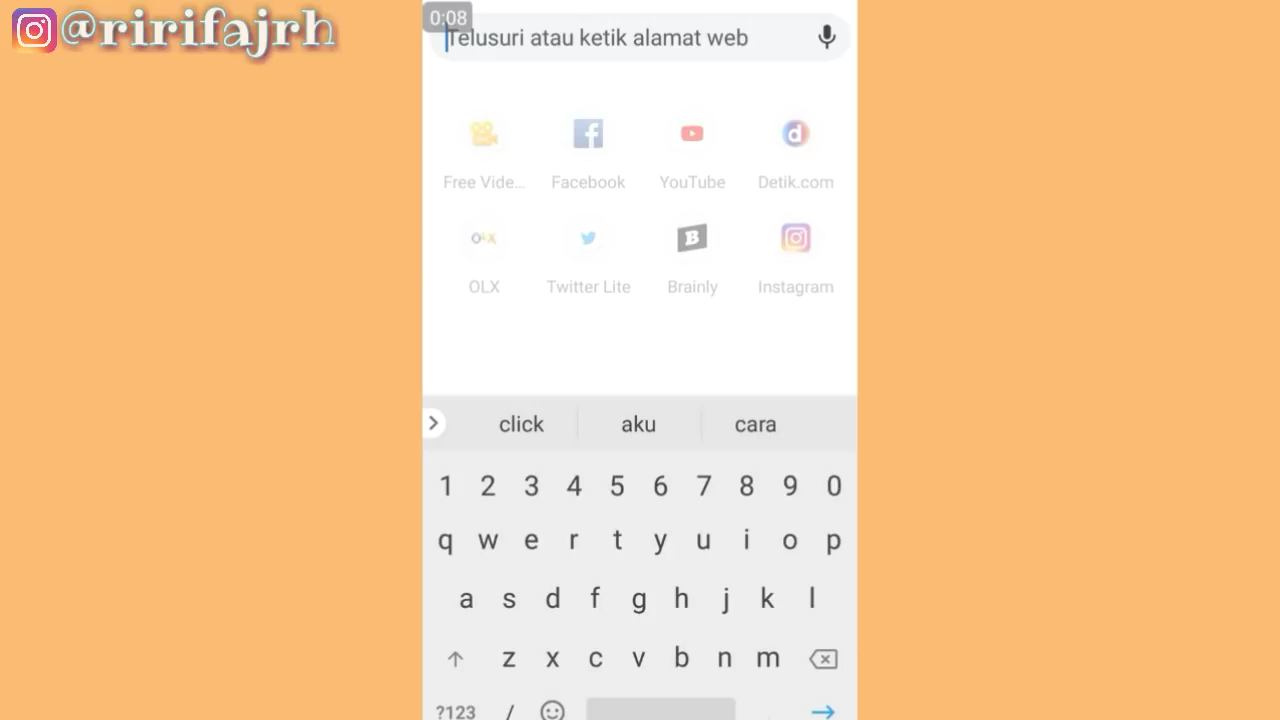 @ririfajrh
0:08
Telusuri atau ketik alamat web
Free Vide...
Facebook
YouTube
Detik.com
OLX
Twitter Lite
Brainly
Instagram
click
aku
cara
1 2 3 4 5 6 7 8 9 0
q w e r t y u i o p
a s d f g h j k l
z x c v b n m
?123 /